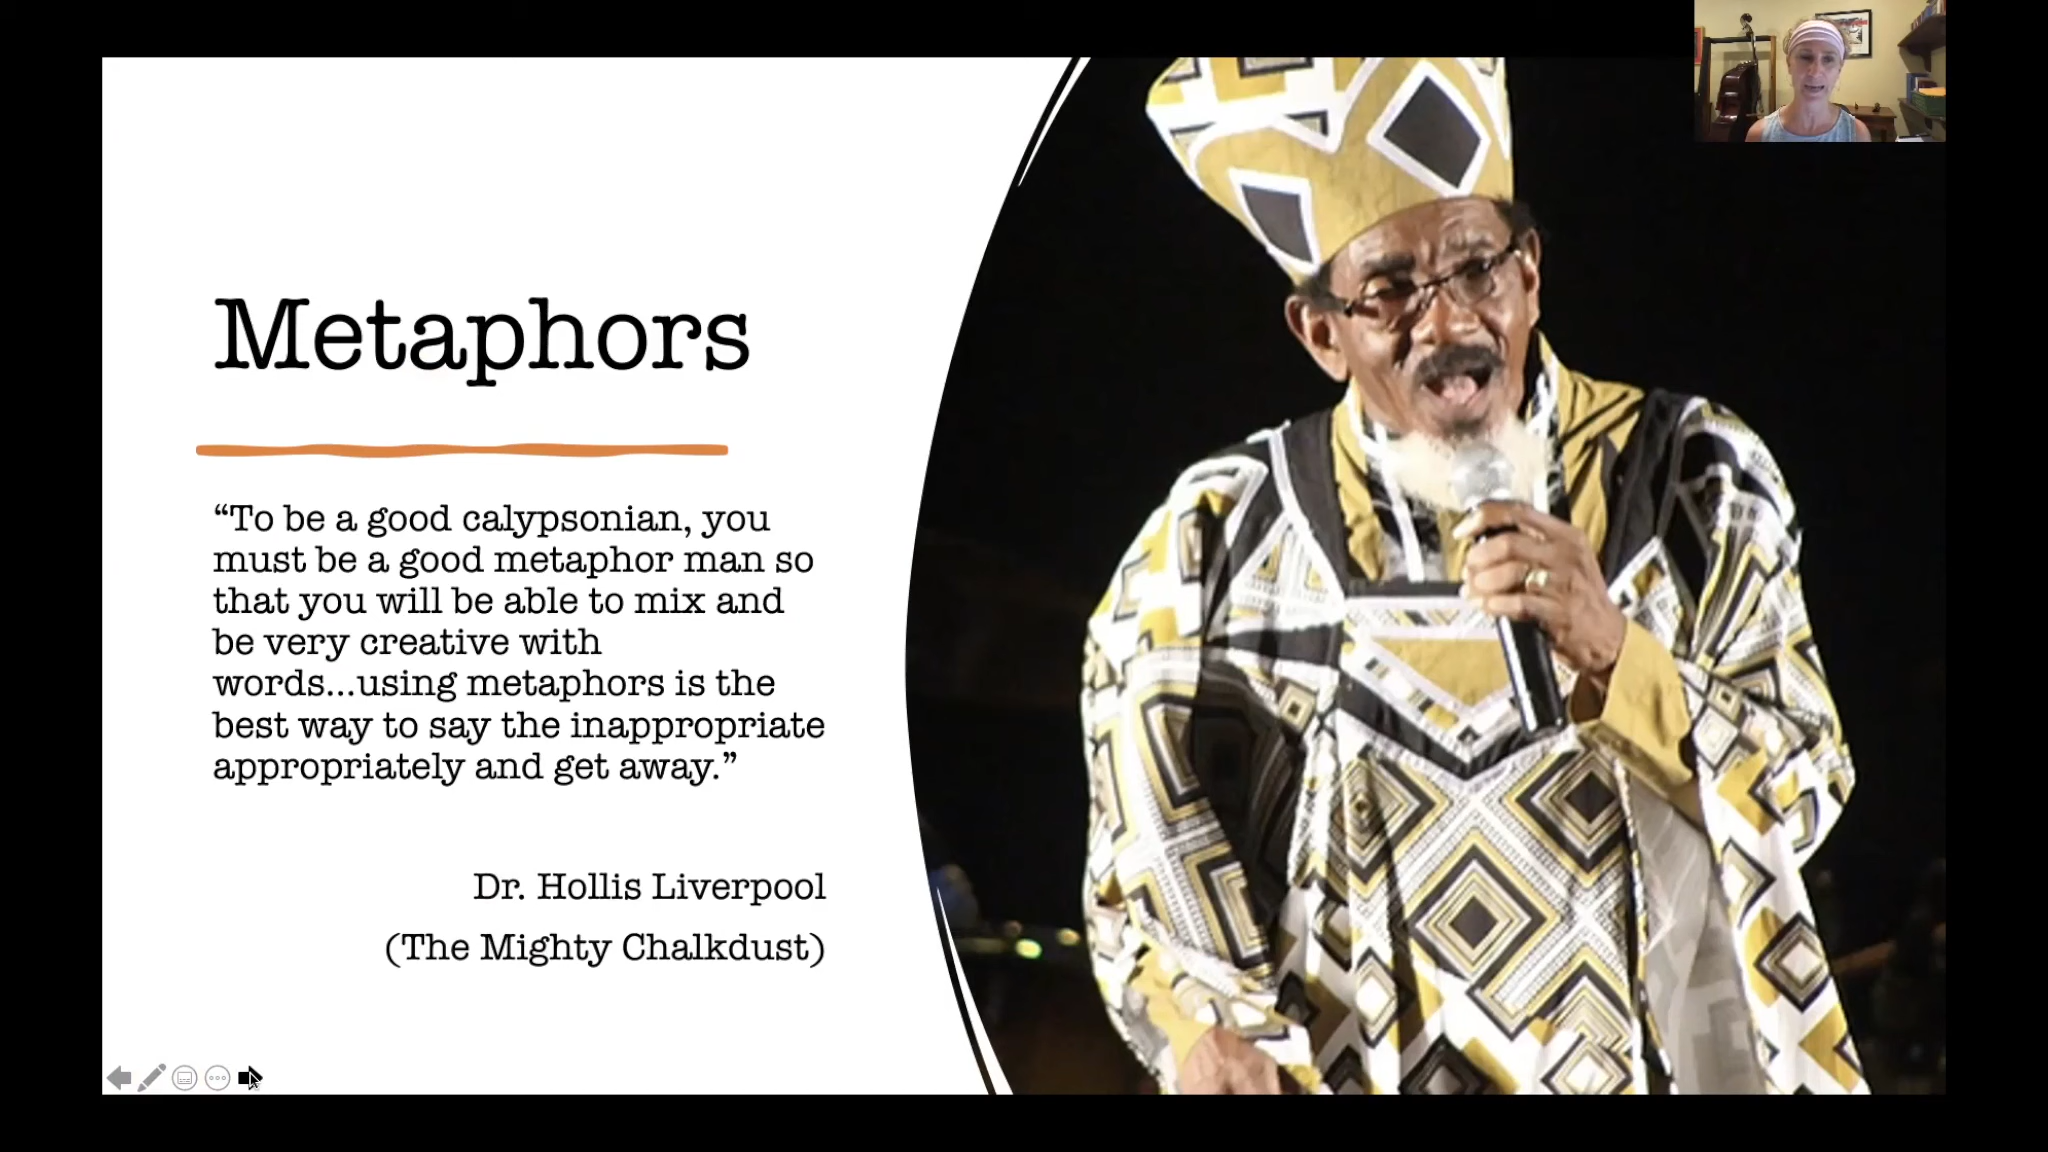 Metaphors
“To be a good calypsonian, you
must be a good metaphor man so
that you will be able to mix and
be very creative with
words...using metaphors is the
best way to say the inappropriate
appropriately and get away.”
Dr. Hollis Liverpool
(The Mighty Chalkdust)